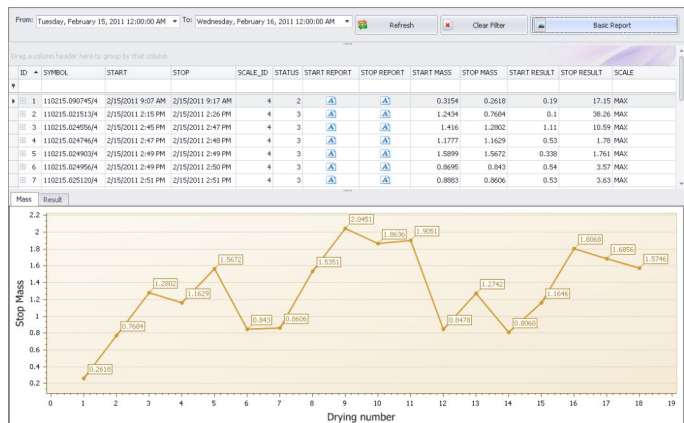 From: Tuesday, February 15, 2011 12:00:00 AM To: Wednesday, February 16, 2011 12:00:00 AM Refresh Clear Filter Basic Report
Drag a column header here to group by that column
ID SYMBOL START STOP SCALE_ID STATUS START REPORT STOP REPORT START MASS STOP MASS START RESULT STOP RESULT SCALE
1 110215.090745/4 2/15/2011 9:07 AM 2/15/2011 9:17 AM 4 2 A A 0.3154 0.2618 0.19 17.15 MAX
2 110215.021513/4 2/15/2011 2:15 PM 2/15/2011 2:26 PM 4 3 A A 1.2434 0.7684 0.1 38.26 MAX
3 110215.024556/4 2/15/2011 2:45 PM 2/15/2011 2:47 PM 4 3 A A 1.416 1.2802 1.11 10.59 MAX
4 110215.024746/4 2/15/2011 2:47 PM 2/15/2011 2:48 PM 4 3 A A 1.1777 1.1629 0.53 1.78 MAX
5 110215.024903/4 2/15/2011 2:49 PM 2/15/2011 2:49 PM 4 3 A A 1.5899 1.5672 0.338 1.761 MAX
6 110215.024956/4 2/15/2011 2:49 PM 2/15/2011 2:50 PM 4 3 A A 0.8695 0.843 0.54 3.57 MAX
7 110215.025120/4 2/15/2011 2:51 PM 2/15/2011 2:51 PM 4 3 A A 0.8883 0.8606 0.53 3.63 MAX
Mass Result
Stop Mass
2.2
2
1.8
1.6
1.4
1.2
1
0.8
0.6
0.4
0.2
0.2618
0.7684
1.2802
1.1629
1.5672
0.843
0.8606
1.5351
2.0451
1.8636
1.9051
0.8478
1.2742
0.8068
1.1646
1.8068
1.6856
1.5746
0 1 2 3 4 5 6 7 8 9 10 11 12 13 14 15 16 17 18 19
Drying number